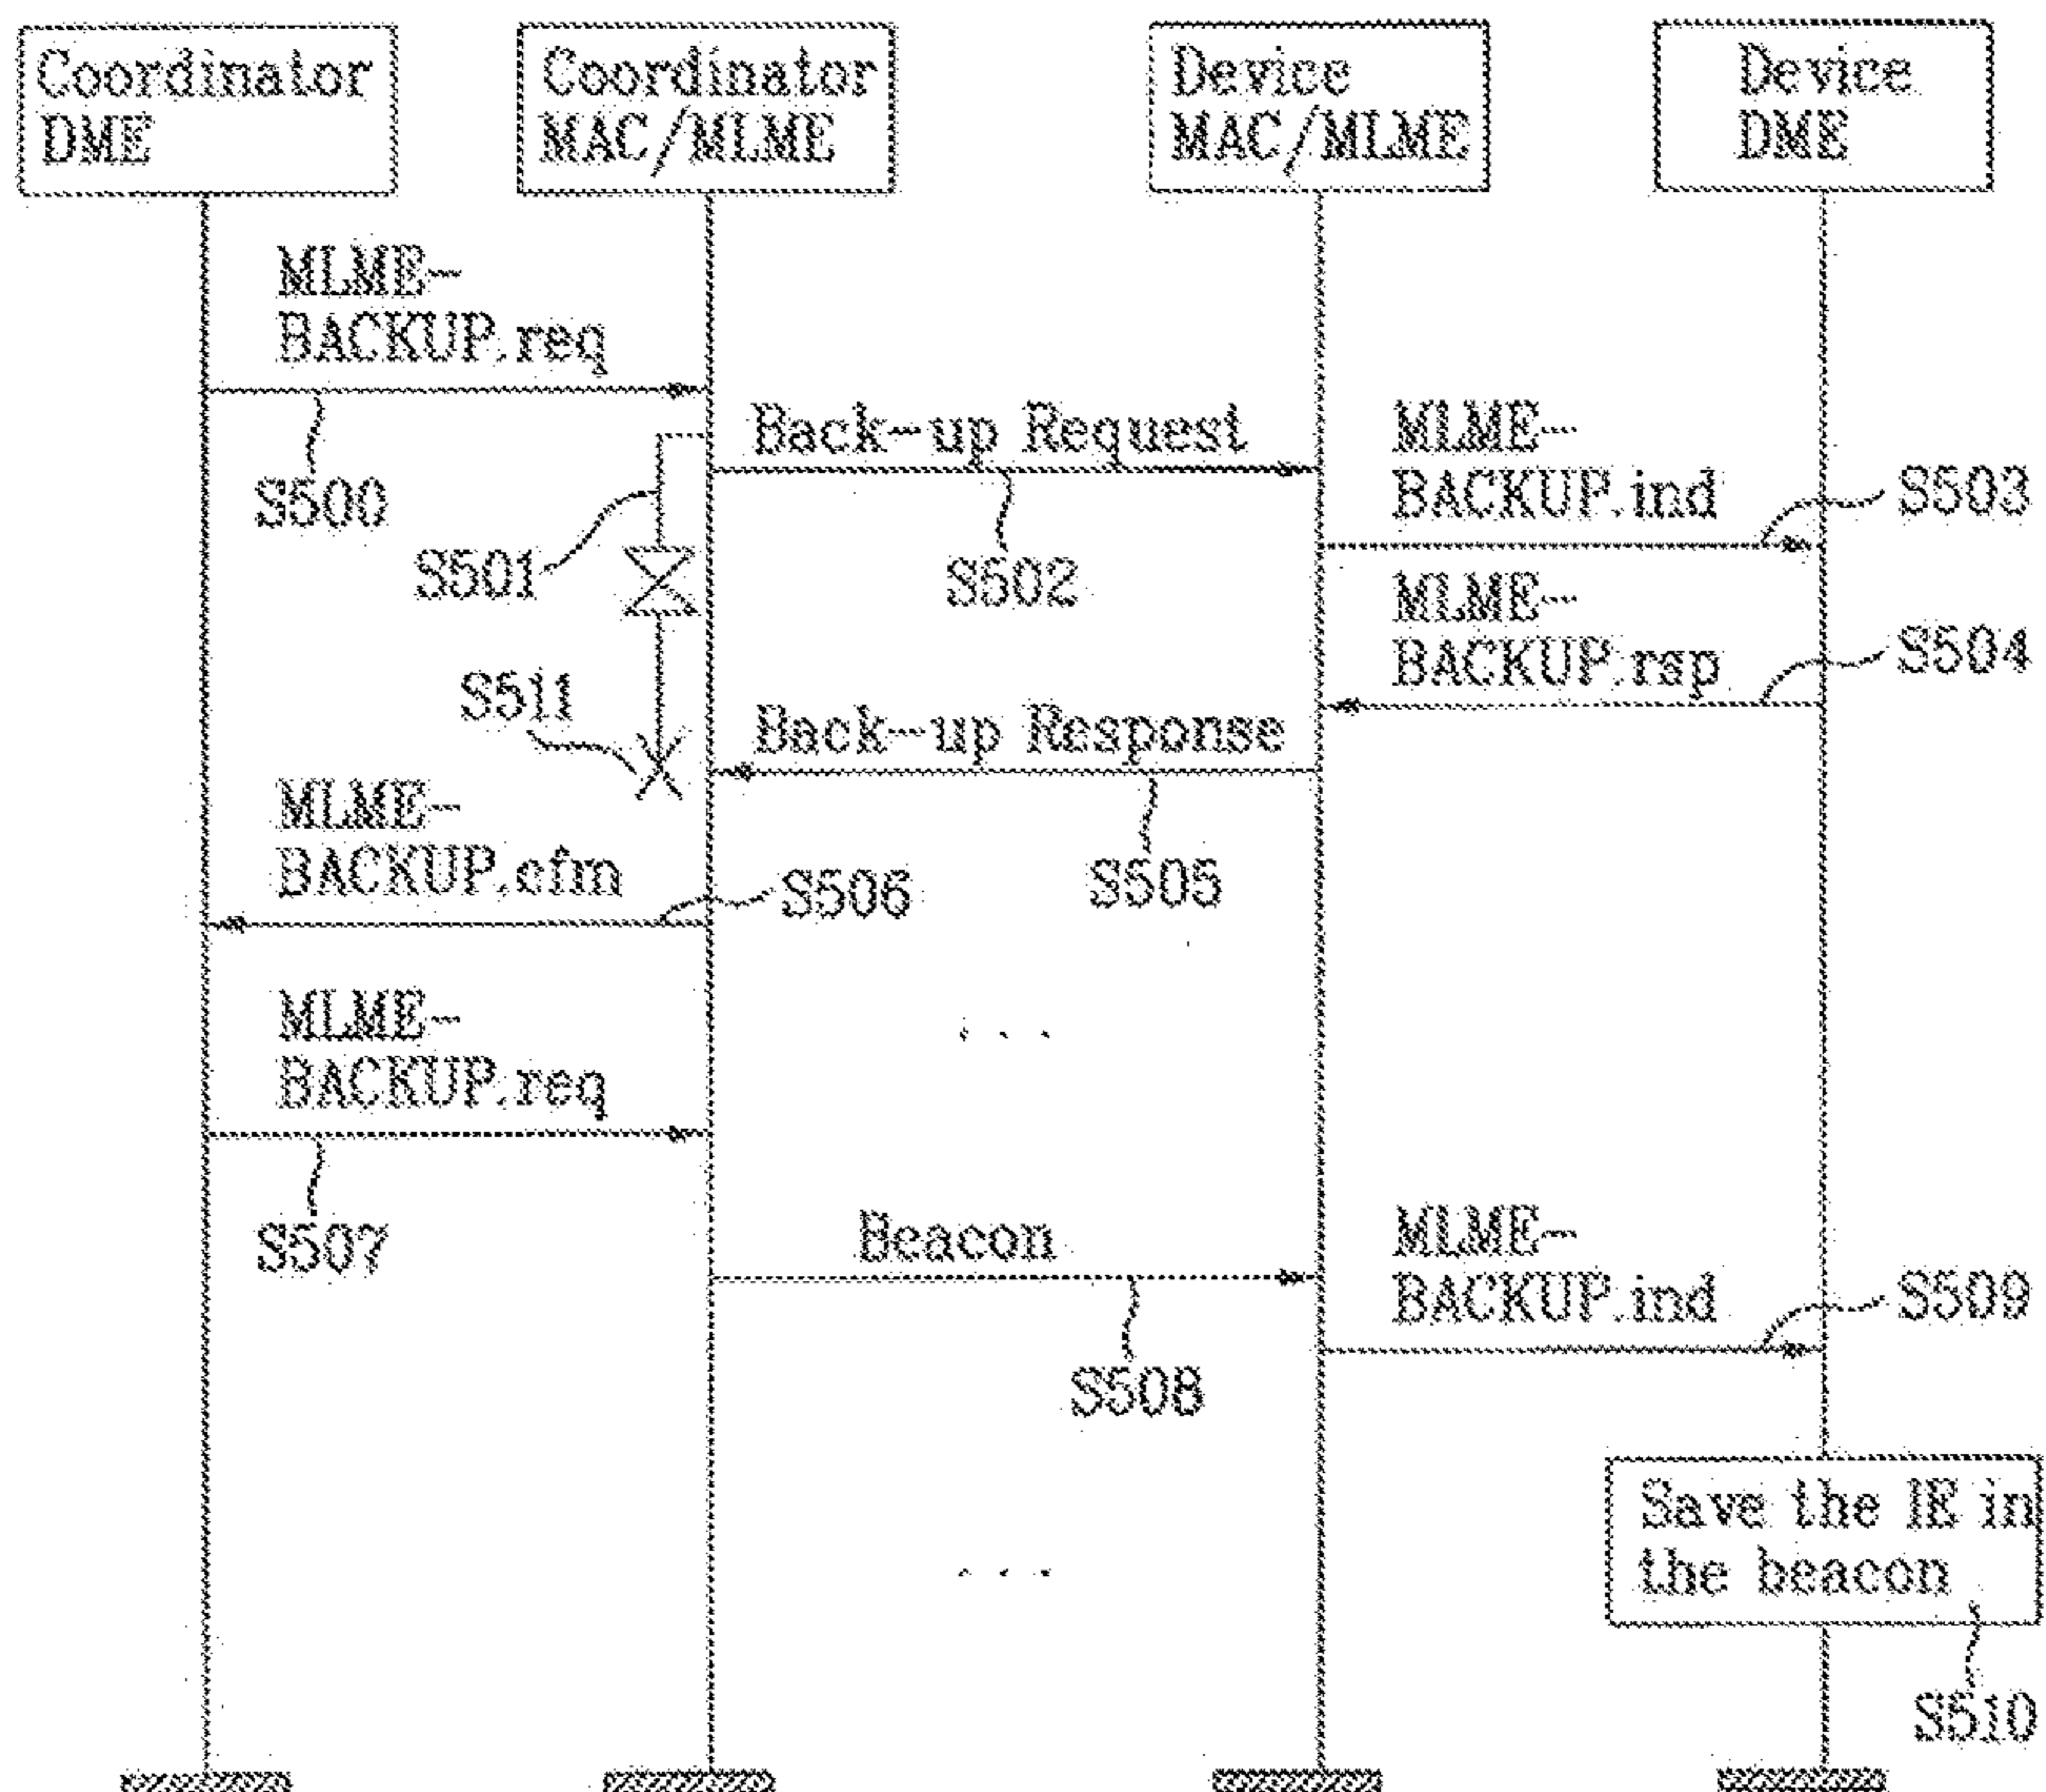 Coordinator
DME
Coordinator
MAC/MLME
Device
MAC/MLME
Device
DME
MLME-
BACKUP.req
S500
Back-up Request
S501
S502
MLME-
BACKUP.ind
S503
MLME-
BACKUP.rsp
S504
S511
Back-up Response
S505
MLME-
BACKUP.cfm
S506
...
MLME-
BACKUP.req
S507
Beacon
S508
MLME-
BACKUP.ind
S509
...
Save the IE in
the beacon
S510